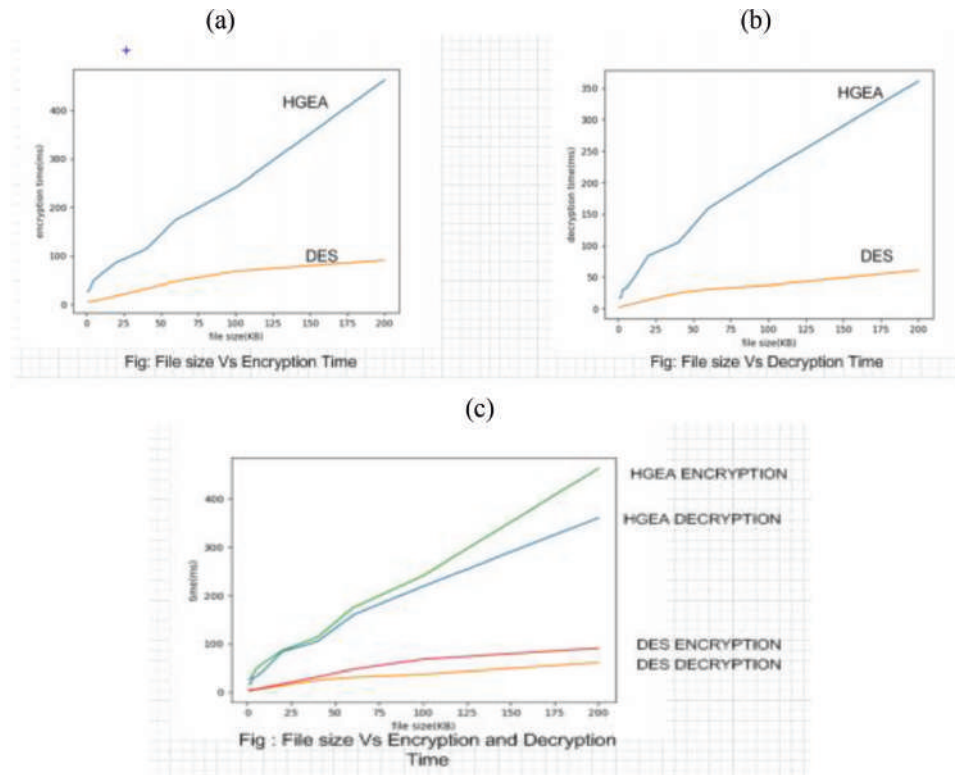 (a)
HGEA
DES
encryption time(ms)
400
300
200
100
0
0 25 50 75 100 125 150 175 200
file size(KB)
Fig: File size Vs Encryption Time
(b)
HGEA
DES
decryption time(ms)
350
300
250
200
150
100
50
0
0 25 50 75 100 125 150 175 200
file size(KB)
Fig: File size Vs Decryption Time
(c)
HGEA ENCRYPTION
HGEA DECRYPTION
DES ENCRYPTION
DES DECRYPTION
time(ms)
400
300
200
100
0
0 25 50 75 100 125 150 175 200
file size(KB)
Fig : File size Vs Encryption and Decryption
Time